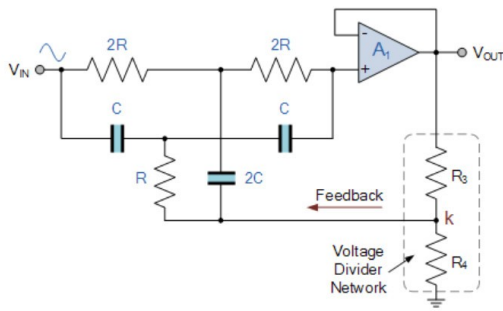 2R
2R
-
A1
+
VIN
VOUT
C
C
R
2C
R3
Feedback
k
Voltage
Divider
Network
R4